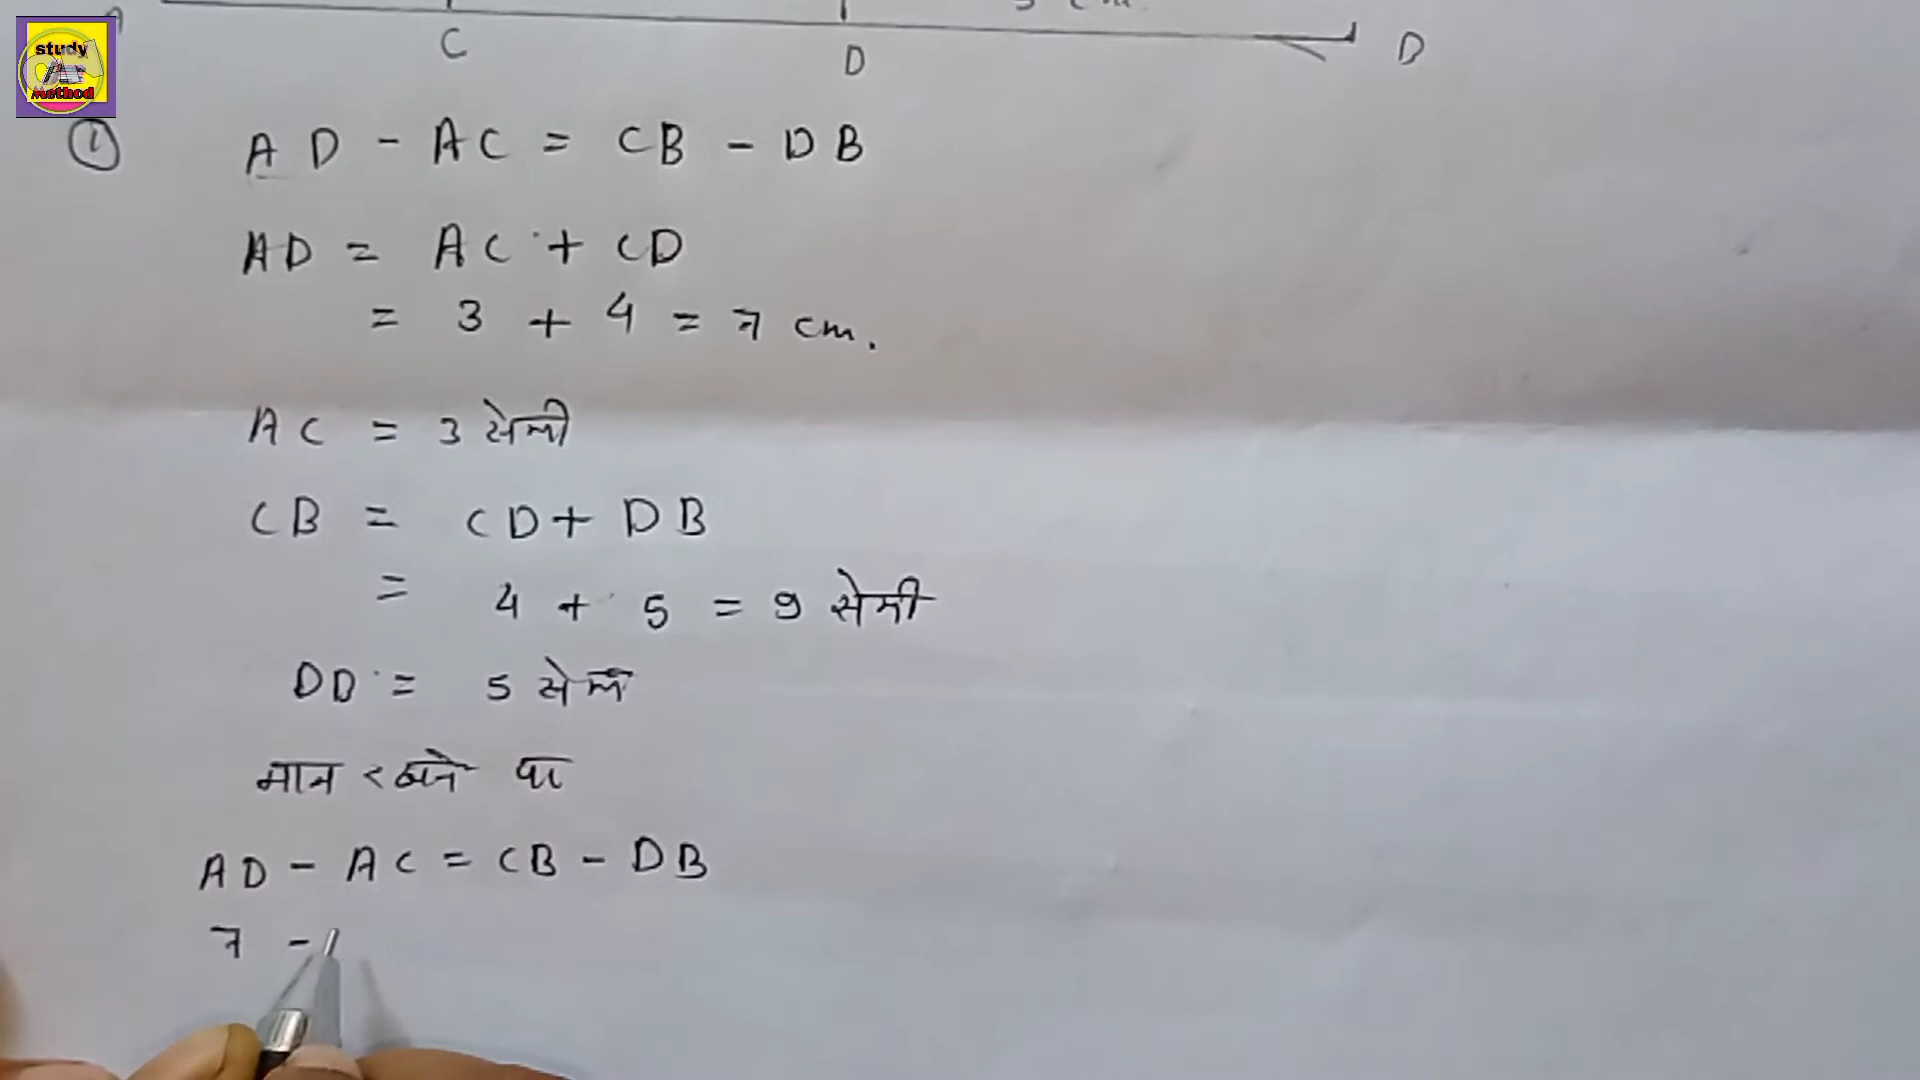 study
Method
C D B
① AD - AC = CB - DB
AD = AC + CD
= 3 + 4 = 7 cm.
AC = 3 सेमी
CB = CD + DB
= 4 + 5 = 9 सेमी
DB = 5 सेमी
मान रखने पर
AD - AC = CB - DB
7 -